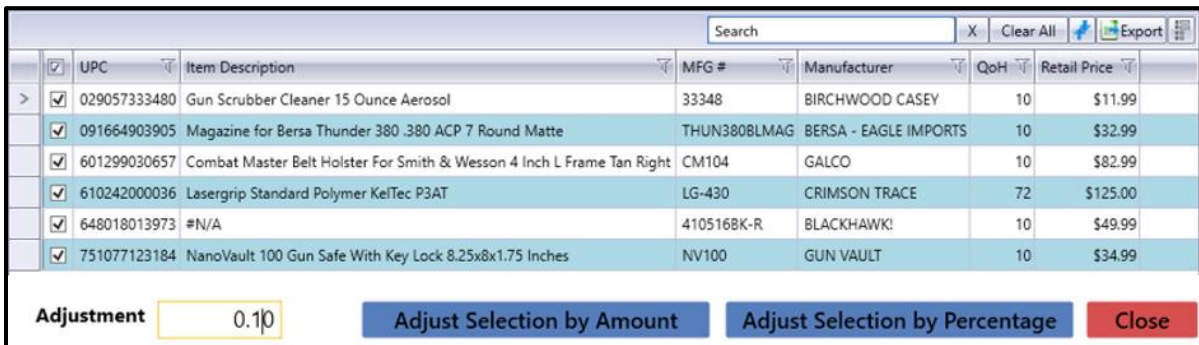 Search X Clear All Export
UPC Item Description MFG # Manufacturer QoH Retail Price
029057333480 Gun Scrubber Cleaner 15 Ounce Aerosol 33348 BIRCHWOOD CASEY 10 $11.99
091664903905 Magazine for Bersa Thunder 380 .380 ACP 7 Round Matte THUN380BLMAG BERSA - EAGLE IMPORTS 10 $32.99
601299030657 Combat Master Belt Holster For Smith & Wesson 4 Inch L Frame Tan Right CM104 GALCO 10 $82.99
610242000036 Lasergrip Standard Polymer KelTec P3AT LG-430 CRIMSON TRACE 72 $125.00
648018013973 #N/A 410516BK-R BLACKHAWK! 10 $49.99
751077123184 NanoVault 100 Gun Safe With Key Lock 8.25x8x1.75 Inches NV100 GUN VAULT 10 $34.99
Adjustment 0.10 Adjust Selection by Amount Adjust Selection by Percentage Close